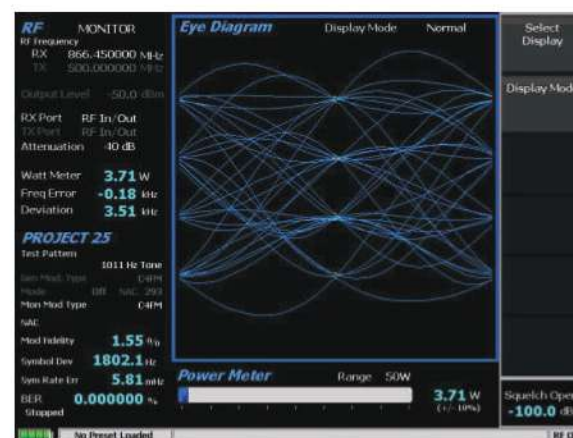 RF MONITOR
RF Frequency
RX 866.450000 MHz
TX 500.000000 MHz
Output Level -50.0 dBm
RX Port RF In/Out
TX Port RF In/Out
Attenuation 40 dB
Watt Meter 3.71 W
Freq Error -0.18 kHz
Deviation 3.51 kHz
PROJECT 25
Test Pattern
1011 Hz Tone
Gen Mod Type C4FM
Mode Off NAC 293
Mon Mod Type C4FM
NAC
Mod Fidelity 1.55 %
Symbol Dev 1802.1 Hz
Sym Rate Err 5.81 mHz
BER 0.000000 %
Stopped
No Preset Loaded
Eye Diagram Display Mode Normal
Power Meter Range 50W
3.71 W
(+/- 10%)
Select
Display
Display Mode
Squelch Open
-100.0 dB